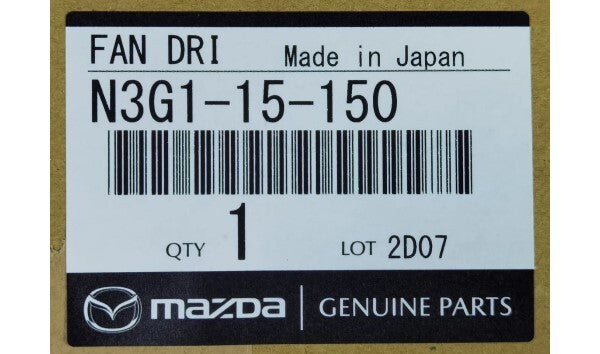 FAN DRI Made in Japan
N3G1-15-150
QTY 1 LOT 2D07
mazda GENUINE PARTS